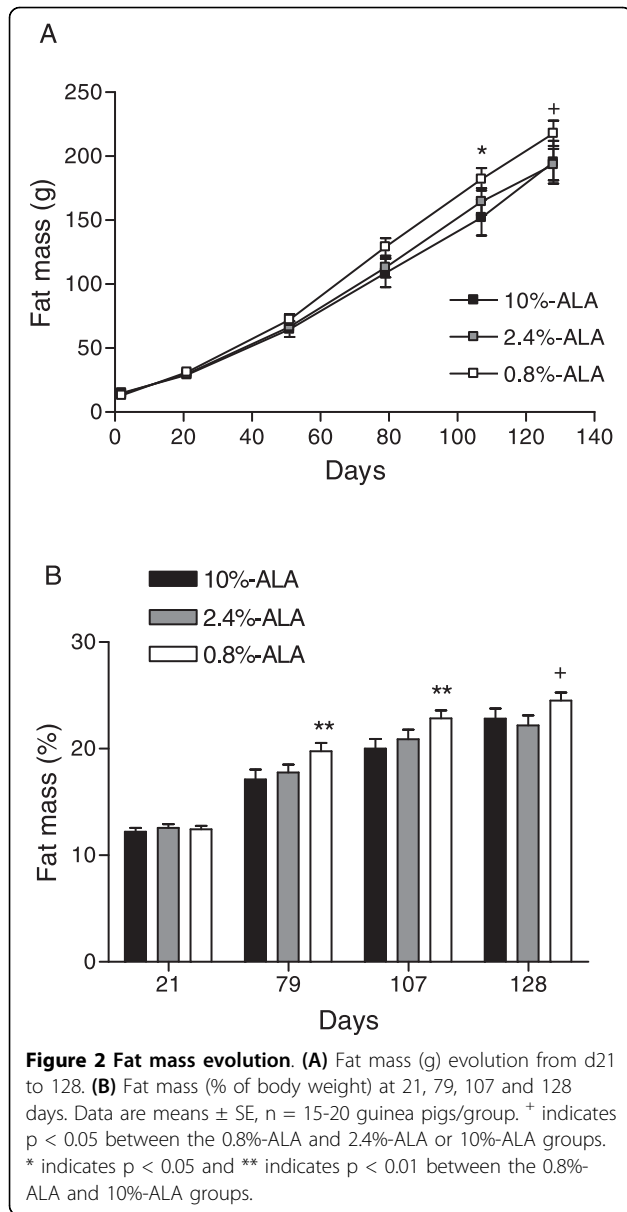 A
250
200
150
100
50
0
Fat mass (g)
*
+
10%-ALA
2.4%-ALA
0.8%-ALA
0 20 40 60 80 100 120 140
Days
B
10%-ALA
2.4%-ALA
0.8%-ALA
30
20
10
0
Fat mass (%)
**
**
+
21 79 107 128
Days
Figure 2 Fat mass evolution. (A) Fat mass (g) evolution from d21
to 128. (B) Fat mass (% of body weight) at 21, 79, 107 and 128
days. Data are means ± SE, n = 15-20 guinea pigs/group. + indicates
p < 0.05 between the 0.8%-ALA and 2.4%-ALA or 10%-ALA groups.
* indicates p < 0.05 and ** indicates p < 0.01 between the 0.8%-
ALA and 10%-ALA groups.